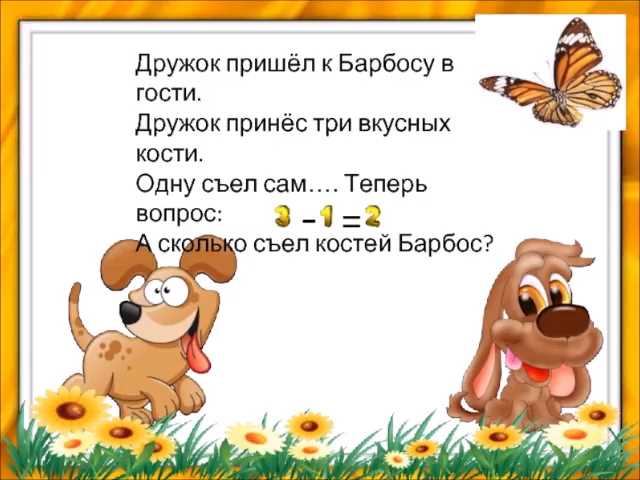 Дружок пришёл к Барбосу в
гости.
Дружок принёс три вкусных
кости.
Одну съел сам…. Теперь
вопрос:
3 – 1 = 2
А сколько съел костей Барбос?